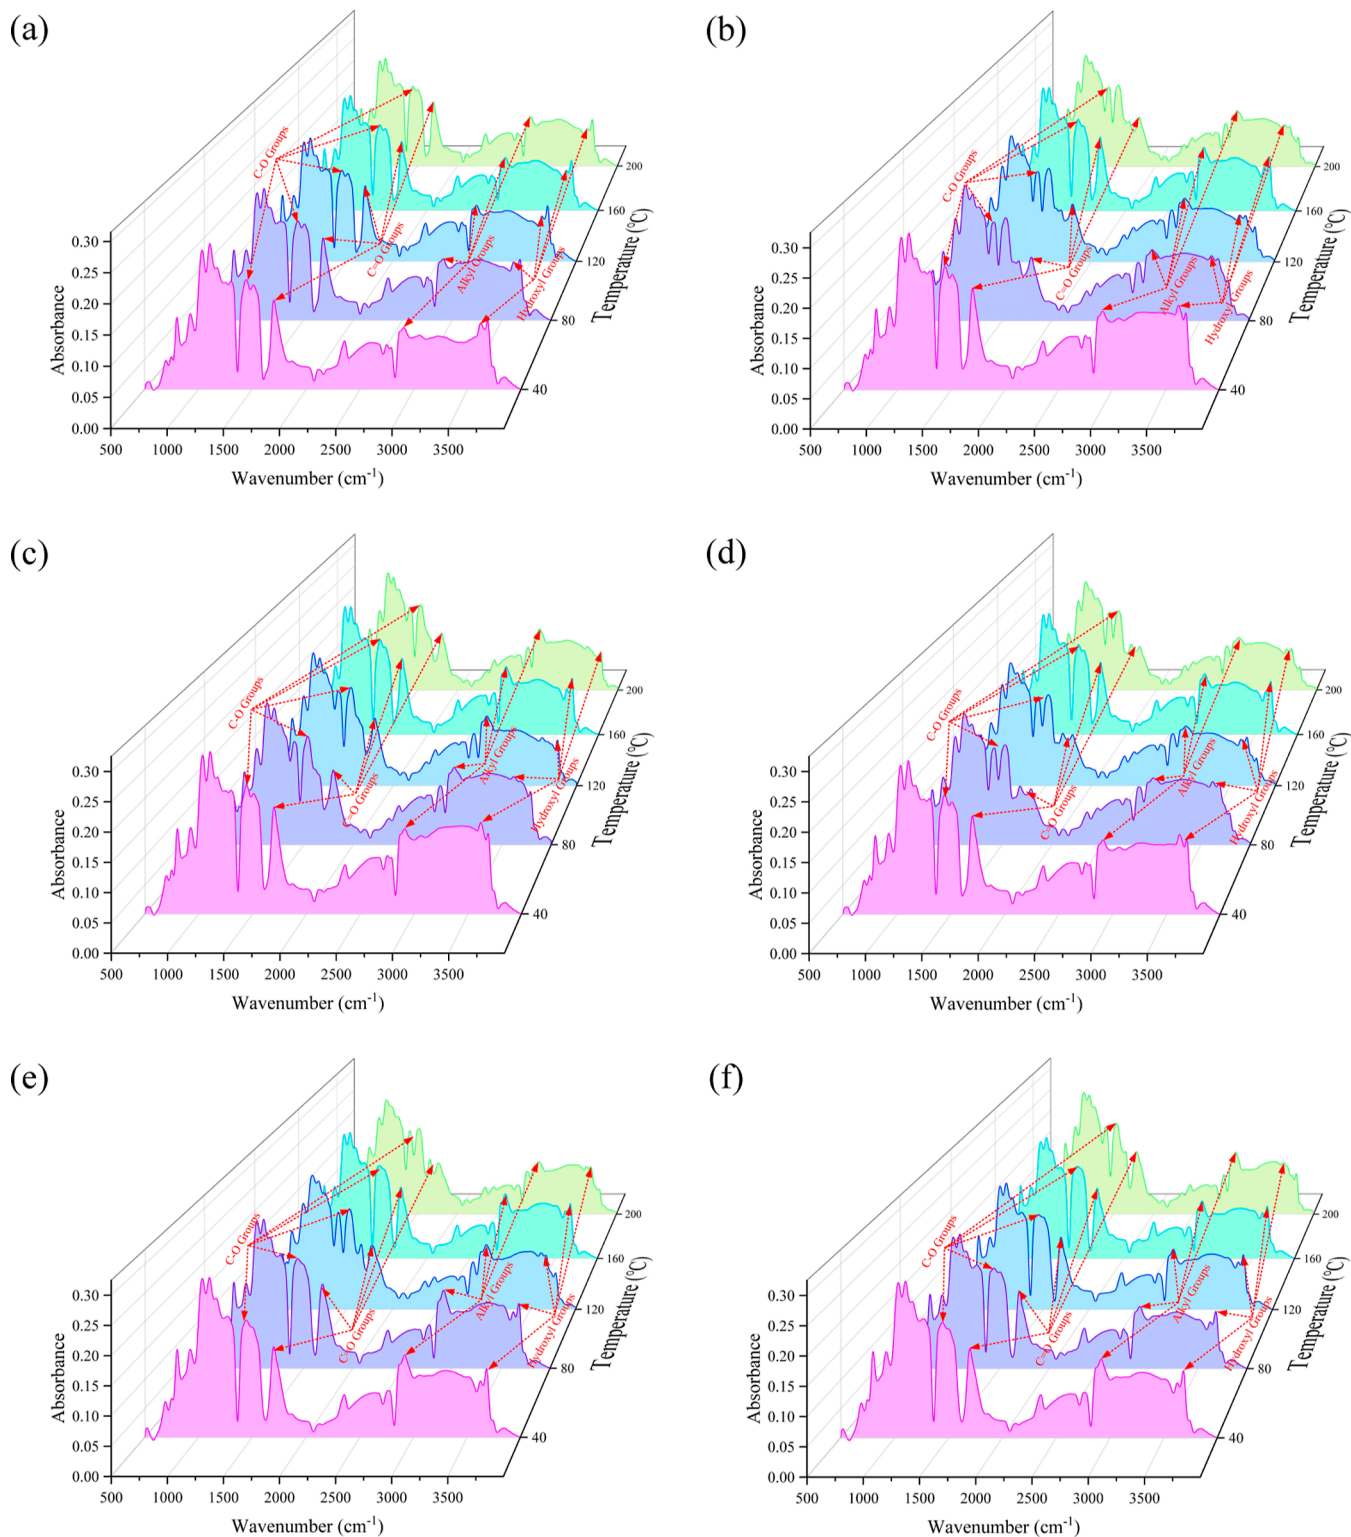 (a)
C-O Groups
C=O Groups
Alkyl Groups
Hydroxyl Groups
Absorbance
0.30
0.25
0.20
0.15
0.10
0.05
0.00
500 1000 1500 2000 2500 3000 3500
Wavenumber (cm-1)
200
160
120
80
40
Temperature (°C)
(b)
C-O Groups
C=O Groups
Alkyl Groups
Hydroxyl Groups
Absorbance
0.30
0.25
0.20
0.15
0.10
0.05
0.00
500 1000 1500 2000 2500 3000 3500
Wavenumber (cm-1)
200
160
120
80
40
Temperature (°C)
(c)
C-O Groups
C=O Groups
Alkyl Groups
Hydroxyl Groups
Absorbance
0.30
0.25
0.20
0.15
0.10
0.05
0.00
500 1000 1500 2000 2500 3000 3500
Wavenumber (cm-1)
200
160
120
80
40
Temperature (°C)
(d)
C-O Groups
C=O Groups
Alkyl Groups
Hydroxyl Groups
Absorbance
0.30
0.25
0.20
0.15
0.10
0.05
0.00
500 1000 1500 2000 2500 3000 3500
Wavenumber (cm-1)
200
160
120
80
40
Temperature (°C)
(e)
C-O Groups
C=O Groups
Alkyl Groups
Hydroxyl Groups
Absorbance
0.30
0.25
0.20
0.15
0.10
0.05
0.00
500 1000 1500 2000 2500 3000 3500
Wavenumber (cm-1)
200
160
120
80
40
Temperature (°C)
(f)
C-O Groups
C=O Groups
Alkyl Groups
Hydroxyl Groups
Absorbance
0.30
0.25
0.20
0.15
0.10
0.05
0.00
500 1000 1500 2000 2500 3000 3500
Wavenumber (cm-1)
200
160
120
80
40
Temperature (°C)